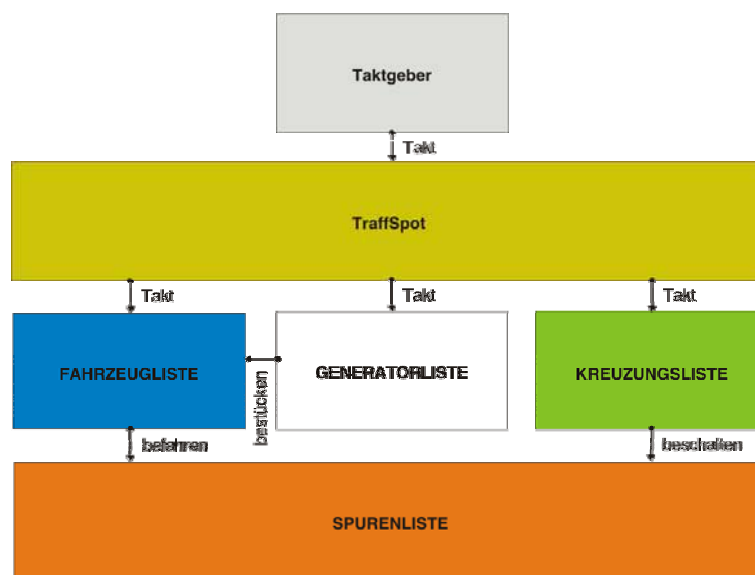 Taktgeber
Takt
TraffSpot
Takt
Takt
Takt
FAHRZEUGLISTE
bestücken
GENERATORLISTE
KREUZUNGSLISTE
befahren
beschalten
SPURENLISTE